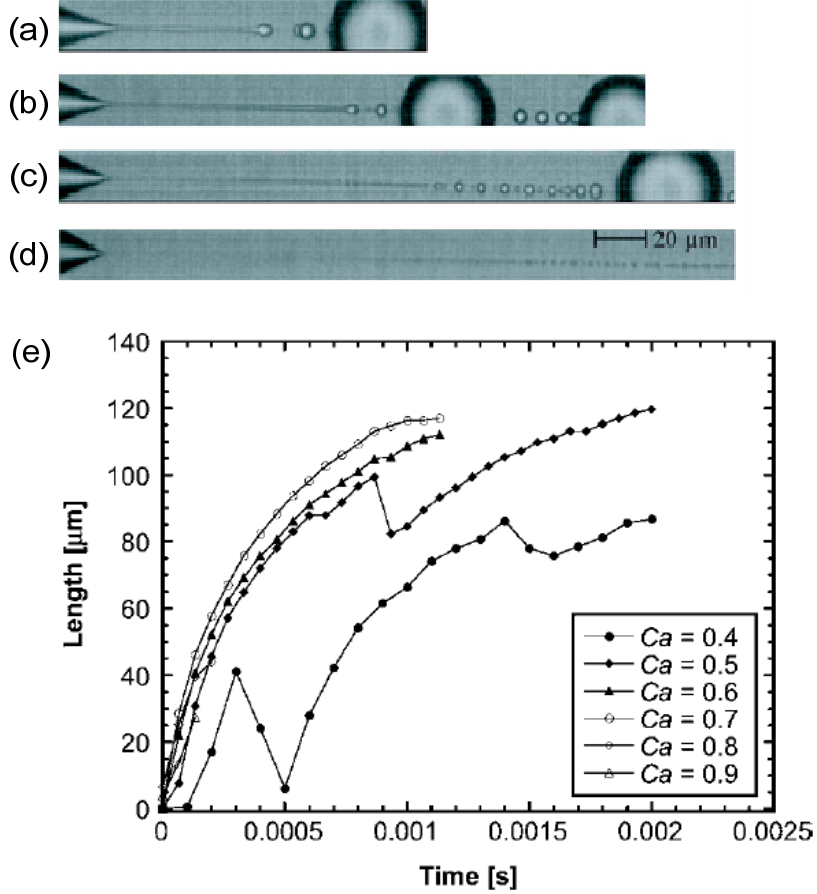 (a)
(b)
(c)
(d)
20 µm
(e)
140
120
100
80
60
40
20
0
Length [µm]
Ca = 0.4
Ca = 0.5
Ca = 0.6
Ca = 0.7
Ca = 0.8
Ca = 0.9
0
0.0005
0.001
0.0015
0.002
0.0025
Time [s]